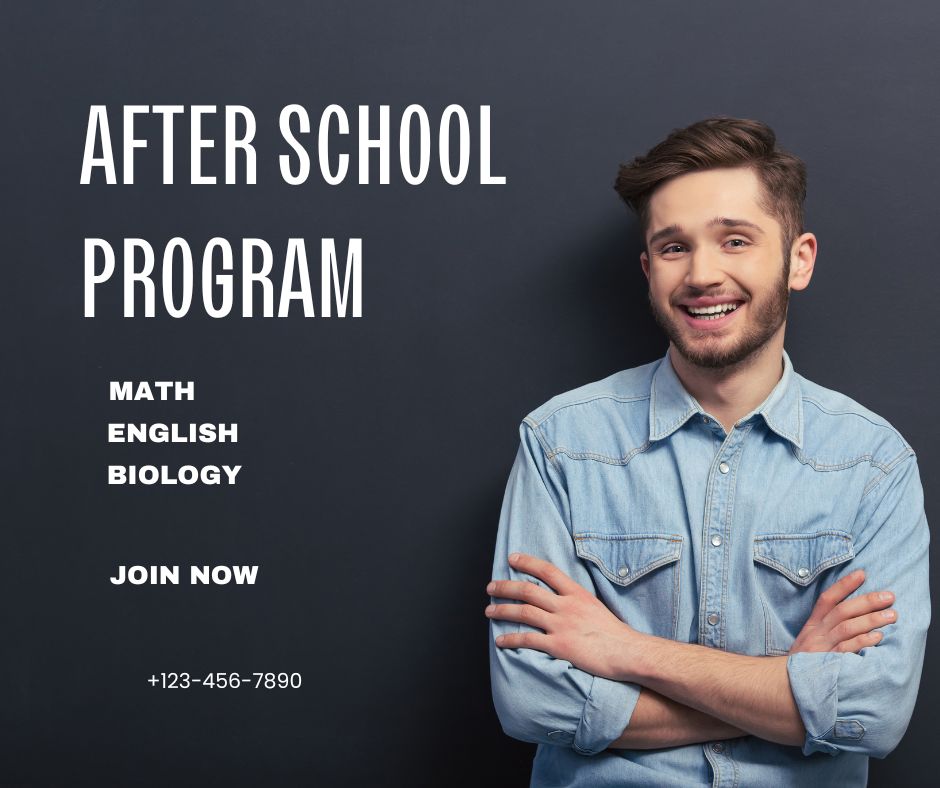 AFTER SCHOOL
PROGRAM
MATH
ENGLISH
BIOLOGY
JOIN NOW
+123-456-7890